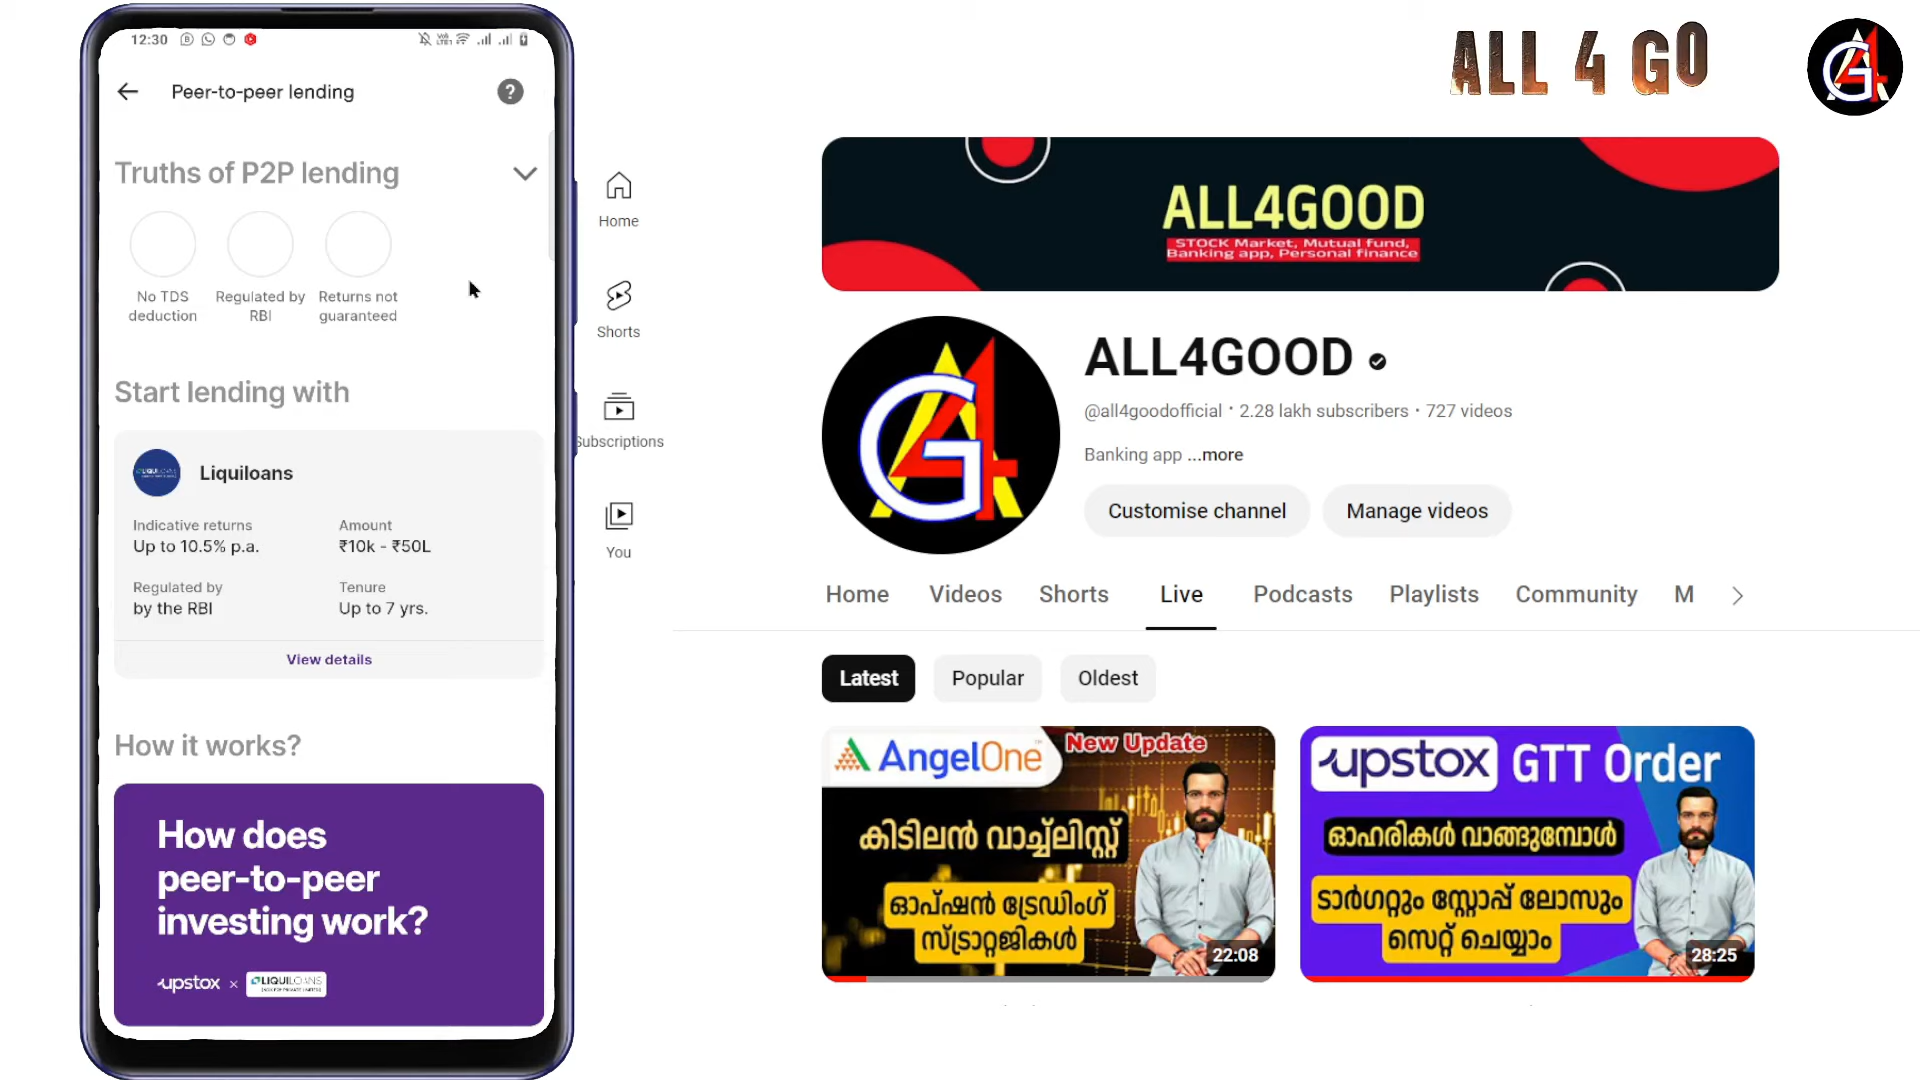 12:30
Peer-to-peer lending
?
Truths of P2P lending
No TDS deduction
Regulated by RBI
Returns not guaranteed
Start lending with
Liquiloans
Indicative returns
Up to 10.5% p.a.
Amount
₹10k - ₹50L
Regulated by
by the RBI
Tenure
Up to 7 yrs.
View details
How it works?
How does
peer-to-peer
investing work?
upstox × LIQUILOANS
Home
Shorts
Subscriptions
You
ALL 4 GO
ALL4GOOD
STOCK Market, Mutual fund,
Banking app, Personal finance
ALL4GOOD
@all4goodofficial • 2.28 lakh subscribers • 727 videos
Banking app ...more
Customise channel
Manage videos
Home Videos Shorts Live Podcasts Playlists Community M
Latest Popular Oldest
AngelOne
New Update
കിടിലൻ വാച്ച്ലിസ്റ്റ്
ഓപ്ഷൻ ട്രേഡിംഗ്
സ്ട്രാറ്റജികൾ
22:08
upstox GTT Order
ഓഹരികൾ വാങ്ങുമ്പോൾ
ടാർഗറ്റും സ്റ്റോപ്പ് ലോസും
സെറ്റ് ചെയ്യാം
28:25